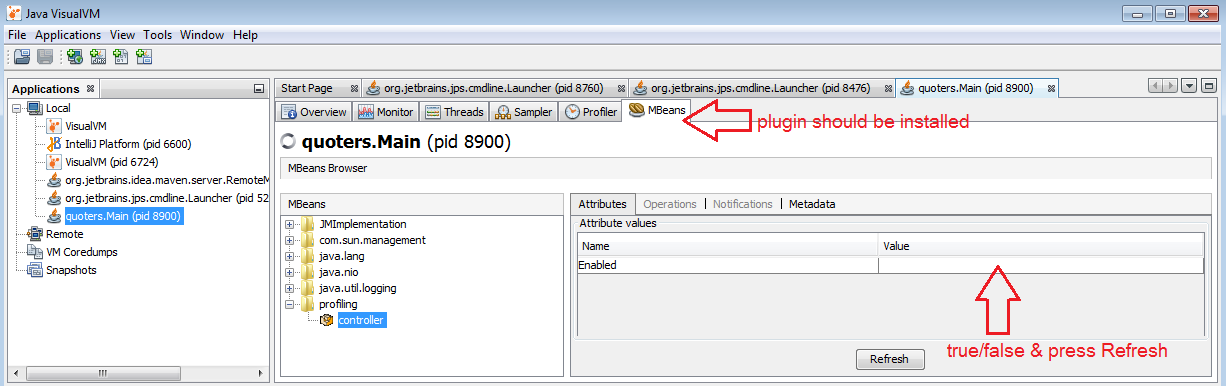 Java VisualVM
File Applications View Tools Window Help
Applications
Local
VisualVM
IntelliJ Platform (pid 6600)
VisualVM (pid 6724)
org.jetbrains.idea.maven.server.RemoteM
org.jetbrains.jps.cmdline.Launcher (pid 52
quoters.Main (pid 8900)
Remote
VM Coredumps
Snapshots
Start Page org.jetbrains.jps.cmdline.Launcher (pid 8760) org.jetbrains.jps.cmdline.Launcher (pid 8476) quoters.Main (pid 8900)
Overview Monitor Threads Sampler Profiler MBeans
plugin should be installed
quoters.Main (pid 8900)
MBeans Browser
MBeans
JMImplementation
com.sun.management
java.lang
java.nio
java.util.logging
profiling
controller
Attributes Operations Notifications Metadata
Attribute values
Name Value
Enabled
true/false & press Refresh
Refresh